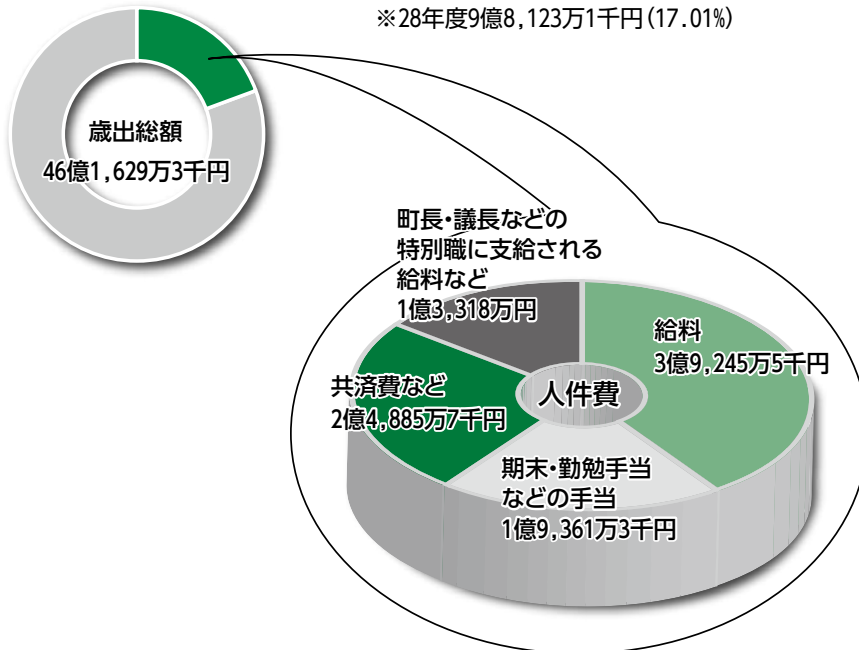 ※28年度9億8,123万1千円(17.01%)
歳出総額
46億1,629万3千円
町長・議長などの
特別職に支給される
給料など
1億3,318万円
給料
3億9,245万5千円
共済費など
2億4,885万7千円
人件費
期末・勤勉手当
などの手当
1億9,361万3千円